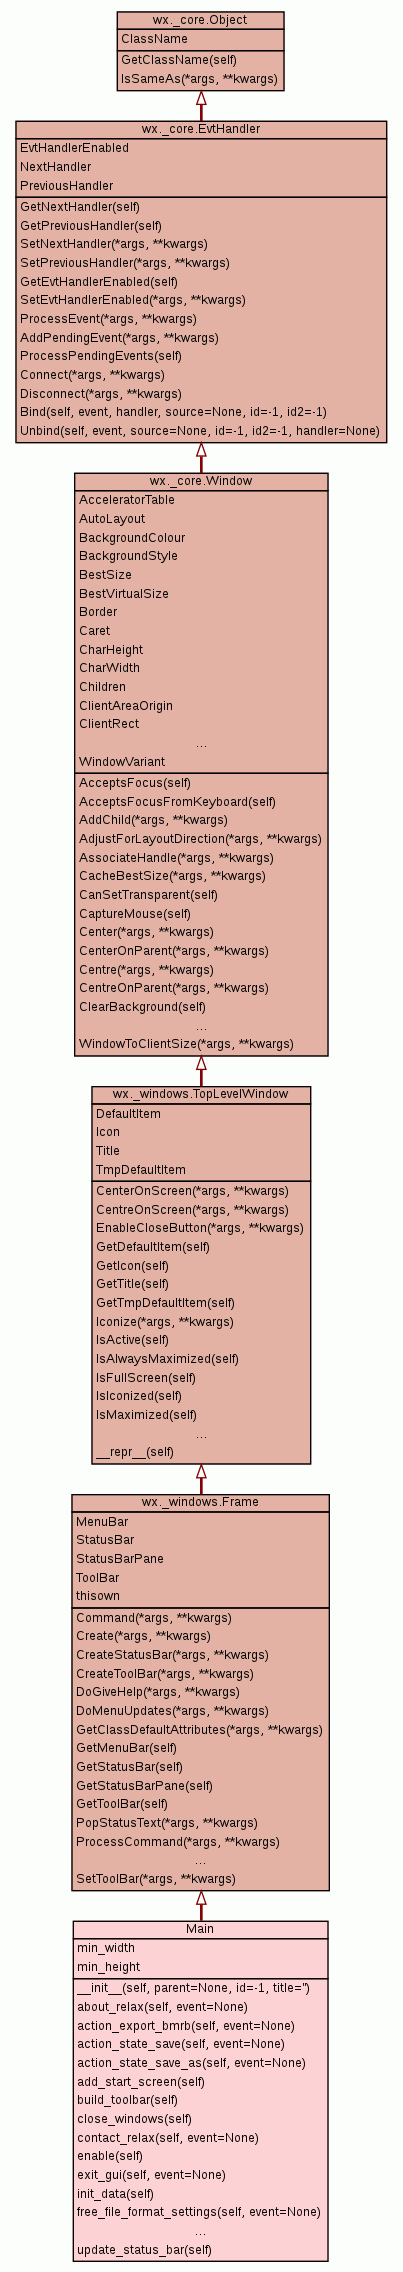 wx._core.Object
ClassName
GetClassName(self)
IsSameAs(*args, **kwargs)
wx._core.EvtHandler
EvtHandlerEnabled
NextHandler
PreviousHandler
GetNextHandler(self)
GetPreviousHandler(self)
SetNextHandler(*args, **kwargs)
SetPreviousHandler(*args, **kwargs)
GetEvtHandlerEnabled(self)
SetEvtHandlerEnabled(*args, **kwargs)
ProcessEvent(*args, **kwargs)
AddPendingEvent(*args, **kwargs)
ProcessPendingEvents(self)
Connect(*args, **kwargs)
Disconnect(*args, **kwargs)
Bind(self, event, handler, source=None, id=-1, id2=-1)
Unbind(self, event, source=None, id=-1, id2=-1, handler=None)
wx._core.Window
AcceleratorTable
AutoLayout
BackgroundColour
BackgroundStyle
BestSize
BestVirtualSize
Border
Caret
CharHeight
CharWidth
Children
ClientAreaOrigin
ClientRect
...
WindowVariant
AcceptsFocus(self)
AcceptsFocusFromKeyboard(self)
AddChild(*args, **kwargs)
AdjustForLayoutDirection(*args, **kwargs)
AssociateHandle(*args, **kwargs)
CacheBestSize(*args, **kwargs)
CanSetTransparent(self)
CaptureMouse(self)
Center(*args, **kwargs)
CenterOnParent(*args, **kwargs)
Centre(*args, **kwargs)
CentreOnParent(*args, **kwargs)
ClearBackground(self)
...
WindowToClientSize(*args, **kwargs)
wx._windows.TopLevelWindow
DefaultItem
Icon
Title
TmpDefaultItem
CenterOnScreen(*args, **kwargs)
CentreOnScreen(*args, **kwargs)
EnableCloseButton(*args, **kwargs)
GetDefaultItem(self)
GetIcon(self)
GetTitle(self)
GetTmpDefaultItem(self)
Iconize(*args, **kwargs)
IsActive(self)
IsAlwaysMaximized(self)
IsFullScreen(self)
IsIconized(self)
IsMaximized(self)
...
__repr__(self)
wx._windows.Frame
MenuBar
StatusBar
StatusBarPane
ToolBar
thisown
Command(*args, **kwargs)
Create(*args, **kwargs)
CreateStatusBar(*args, **kwargs)
CreateToolBar(*args, **kwargs)
DoGiveHelp(*args, **kwargs)
DoMenuUpdates(*args, **kwargs)
GetClassDefaultAttributes(*args, **kwargs)
GetMenuBar(self)
GetStatusBar(self)
GetStatusBarPane(self)
GetToolBar(self)
PopStatusText(*args, **kwargs)
ProcessCommand(*args, **kwargs)
...
SetToolBar(*args, **kwargs)
Main
min_width
min_height
__init__(self, parent=None, id=-1, title='')
about_relax(self, event=None)
action_export_bmrb(self, event=None)
action_state_save(self, event=None)
action_state_save_as(self, event=None)
add_start_screen(self)
build_toolbar(self)
close_windows(self)
contact_relax(self, event=None)
enable(self)
exit_gui(self, event=None)
init_data(self)
free_file_format_settings(self, event=None)
...
update_status_bar(self)